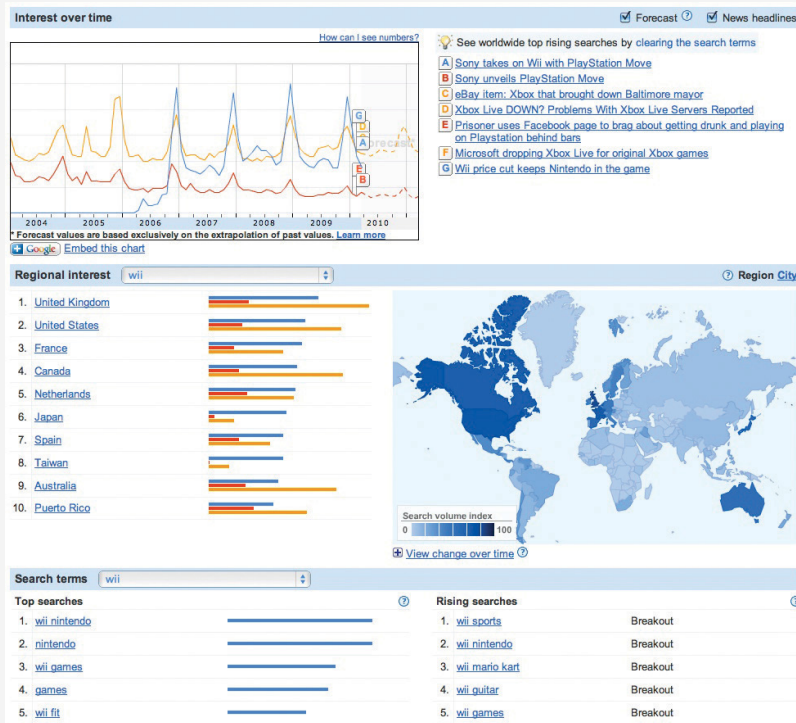 Interest over time
Forecast ? News headlines
How can I see numbers?
G
D
A
Forecast
E
B
2004 2005 2006 2007 2008 2009 2010
* Forecast values are based exclusively on the extrapolation of past values. Learn more
+ Google Embed this chart
See worldwide top rising searches by clearing the search terms
A Sony takes on Wii with PlayStation Move
B Sony unveils PlayStation Move
C eBay item: Xbox that brought down Baltimore mayor
D Xbox Live DOWN? Problems With Xbox Live Servers Reported
E Prisoner uses Facebook page to brag about getting drunk and playing
on Playstation behind bars
F Microsoft dropping Xbox Live for original Xbox games
G Wii price cut keeps Nintendo in the game
Regional interest wii
? Region City
1. United Kingdom
2. United States
3. France
4. Canada
5. Netherlands
6. Japan
7. Spain
8. Taiwan
9. Australia
10. Puerto Rico
Search volume index
0 100
+ View change over time ?
Search terms wii
Top searches ?
1. wii nintendo
2. nintendo
3. wii games
4. games
5. wii fit
Rising searches ?
1. wii sports Breakout
2. wii nintendo Breakout
3. wii mario kart Breakout
4. wii guitar Breakout
5. wii games Breakout